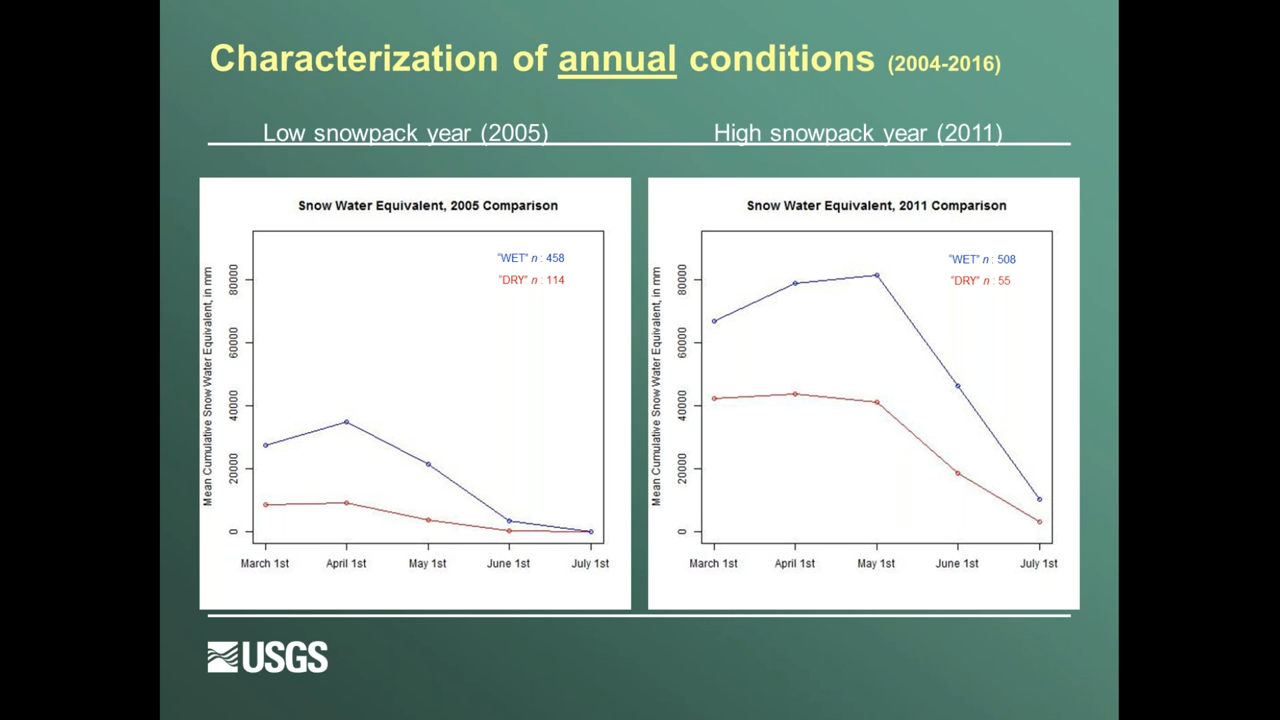 Characterization of annual conditions (2004-2016)
Low snowpack year (2005)
High snowpack year (2011)
Snow Water Equivalent, 2005 Comparison
"WET" n : 458
"DRY" n : 114
Mean Cumulative Snow Water Equivalent, in mm
80000
60000
40000
20000
0
March 1st April 1st May 1st June 1st July 1st
Snow Water Equivalent, 2011 Comparison
"WET" n : 508
"DRY" n : 55
Mean Cumulative Snow Water Equivalent, in mm
80000
60000
40000
20000
0
March 1st April 1st May 1st June 1st July 1st
USGS